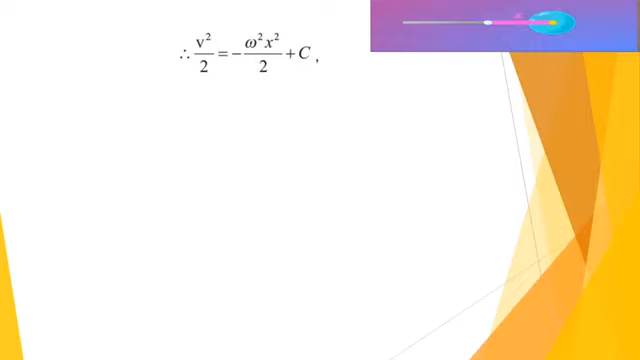 ∴ v²/2 = − ω²x²/2 + C ,